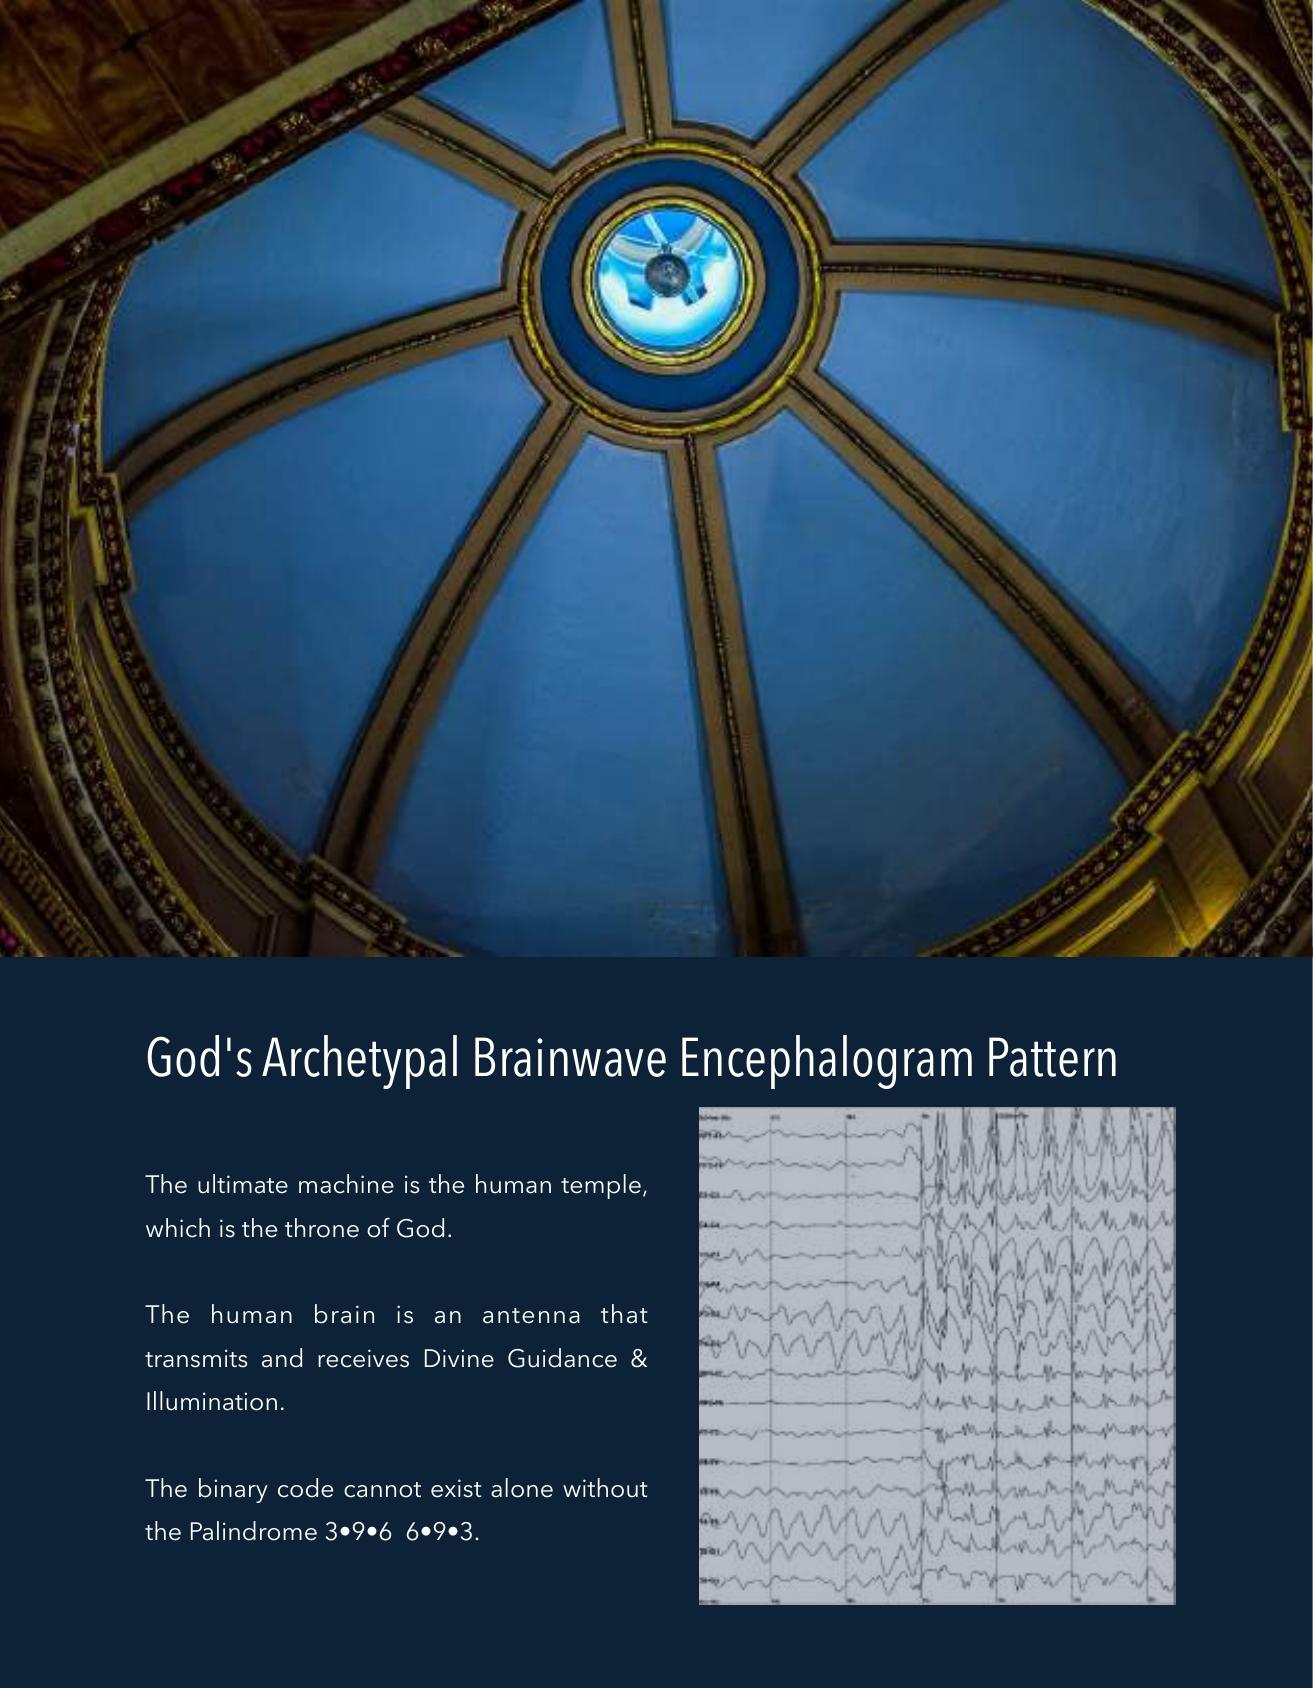 God's Archetypal Brainwave Encephalogram Pattern
The ultimate machine is the human temple,
which is the throne of God.
The human brain is an antenna that
transmits and receives Divine Guidance &
Illumination.
The binary code cannot exist alone without
the Palindrome 3•9•6  6•9•3.